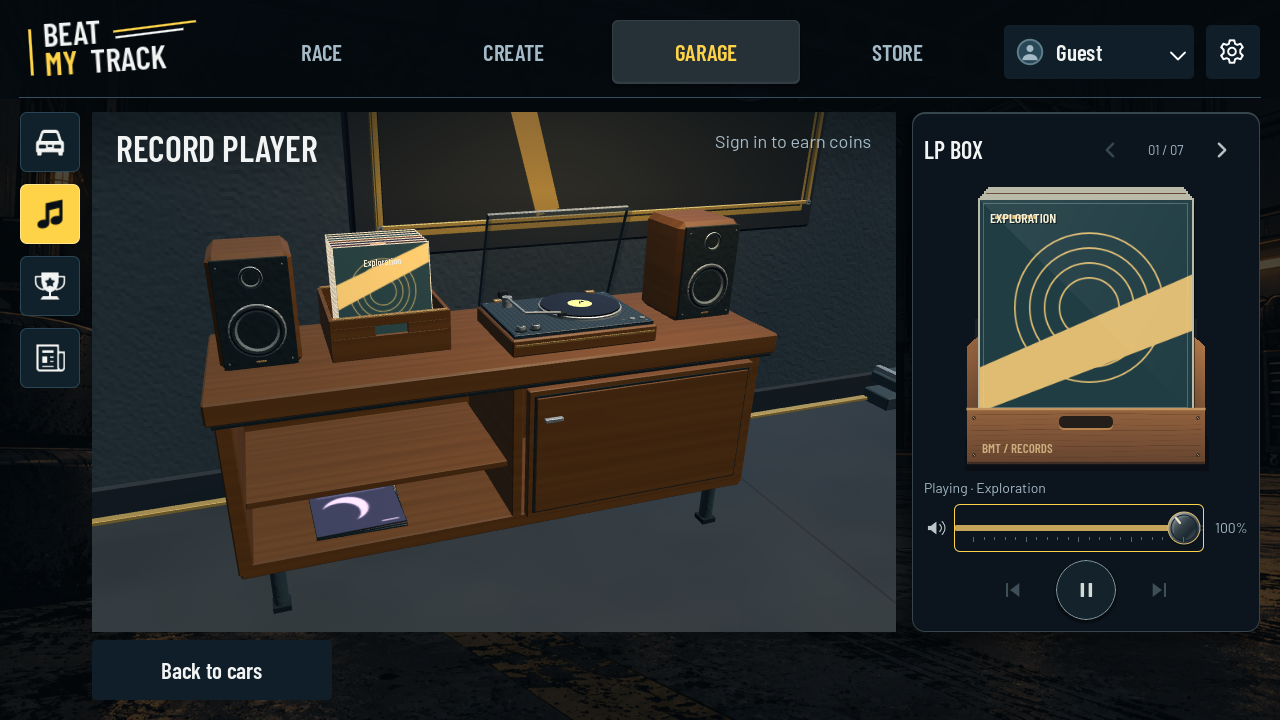 BEAT
MY TRACK
RACE
CREATE
GARAGE
STORE
Guest
RECORD PLAYER
Sign in to earn coins
Exploration
LP BOX
01 / 07
EXPLORATION
BMT / RECORDS
Playing · Exploration
100%
Back to cars